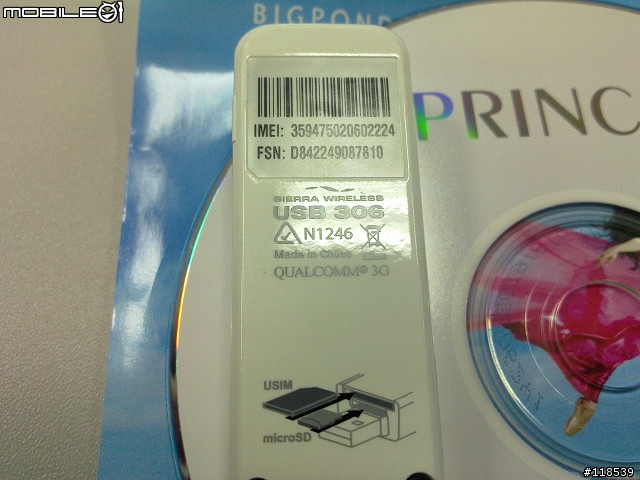 MOBILE01
BIGPOND
PRINC
IMEI: 359475020602224
FSN: D842249087810
SIERRA WIRELESS
USB 306
N1246
Made in China
QUALCOMM® 3G
USIM
microSD
#118539